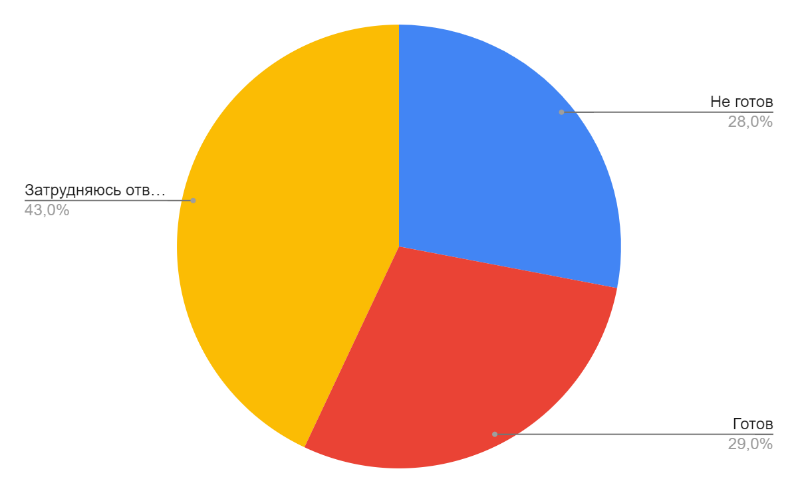 Не готов
28,0%
Затрудняюсь отв…
43,0%
Готов
29,0%